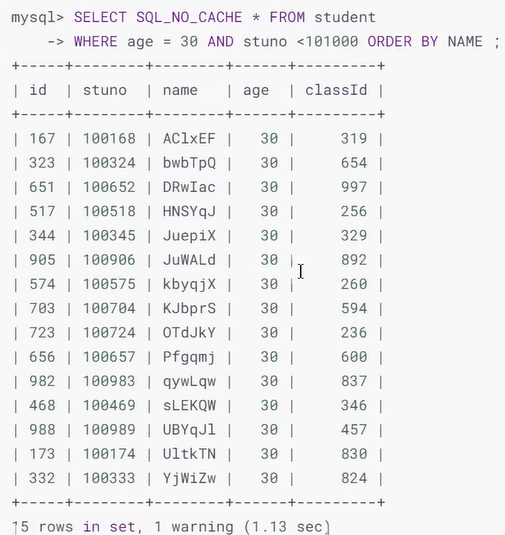 mysql> SELECT SQL_NO_CACHE * FROM student
    -> WHERE age = 30 AND stuno <101000 ORDER BY NAME ;
+-----+--------+--------+------+---------+
| id  | stuno  | name   | age  | classId |
+-----+--------+--------+------+---------+
| 167 | 100168 | AClxEF |   30 |     319 |
| 323 | 100324 | bwbTpQ |   30 |     654 |
| 651 | 100652 | DRwIac |   30 |     997 |
| 517 | 100518 | HNSYqJ |   30 |     256 |
| 344 | 100345 | JuepiX |   30 |     329 |
| 905 | 100906 | JuWALd |   30 |     892 |
| 574 | 100575 | kbyqjX |   30 |     260 |
| 703 | 100704 | KJbprS |   30 |     594 |
| 723 | 100724 | OTdJkY |   30 |     236 |
| 656 | 100657 | Pfgqmj |   30 |     600 |
| 982 | 100983 | qywLqw |   30 |     837 |
| 468 | 100469 | sLEKQW |   30 |     346 |
| 988 | 100989 | UBYqJl |   30 |     457 |
| 173 | 100174 | UltkTN |   30 |     830 |
| 332 | 100333 | YjWiZw |   30 |     824 |
+-----+--------+--------+------+---------+
15 rows in set, 1 warning (1.13 sec)